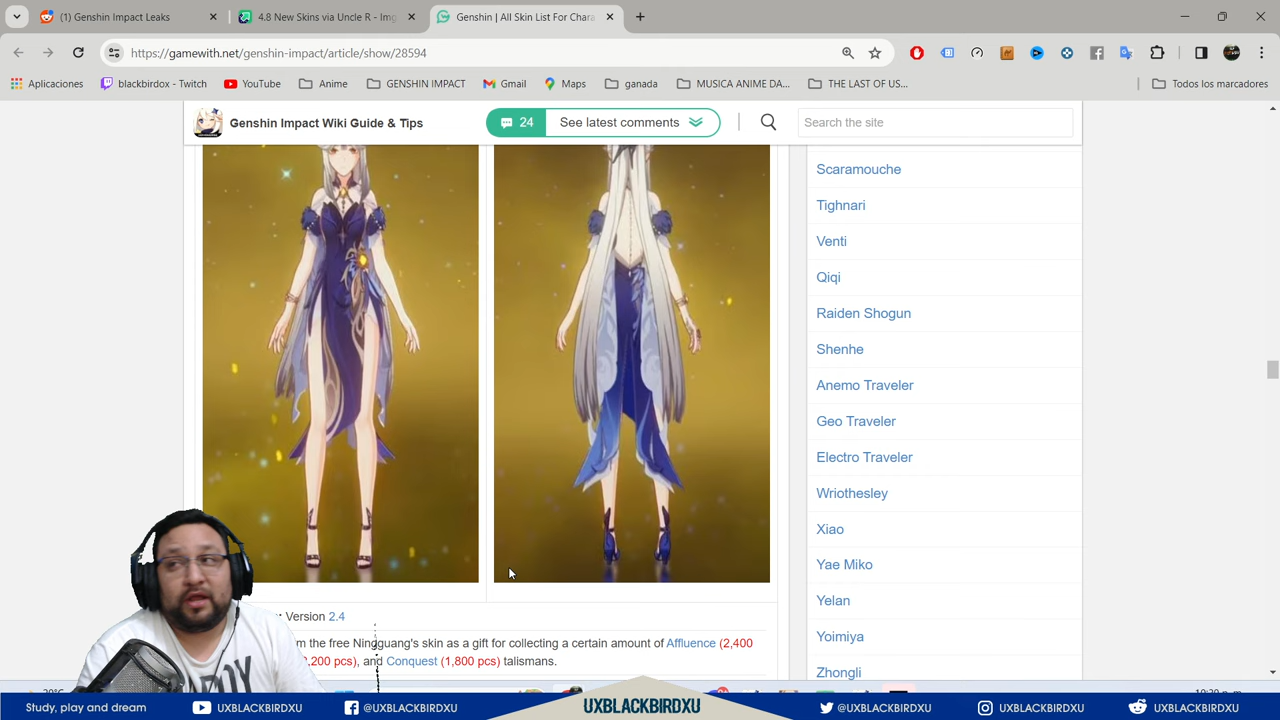 (1) Genshin Impact Leaks
4.8 New Skins via Uncle R - Img
Genshin | All Skin List For Chara
https://gamewith.net/genshin-impact/article/show/28594
Aplicaciones
blackbirdox - Twitch
YouTube
Anime
GENSHIN IMPACT
Gmail
Maps
ganada
MUSICA ANIME DA...
THE LAST OF US...
Todos los marcadores
Genshin Impact Wiki Guide & Tips
24
See latest comments
Search the site
Scaramouche
Tighnari
Venti
Qiqi
Raiden Shogun
Shenhe
Anemo Traveler
Geo Traveler
Electro Traveler
Wriothesley
Xiao
Yae Miko
Yelan
Yoimiya
Zhongli
Version 2.4
the free Ningguang's skin as a gift for collecting a certain amount of Affluence (2,400
pcs), and Conquest (1,800 pcs) talismans.
Study, play and dream
UXBLACKBIRDXU
@UXBLACKBIRDXU
UXBLACKBIRDXU
@UXBLACKBIRDXU
UXBLACKBIRDXU
UXBLACKBIRDXU